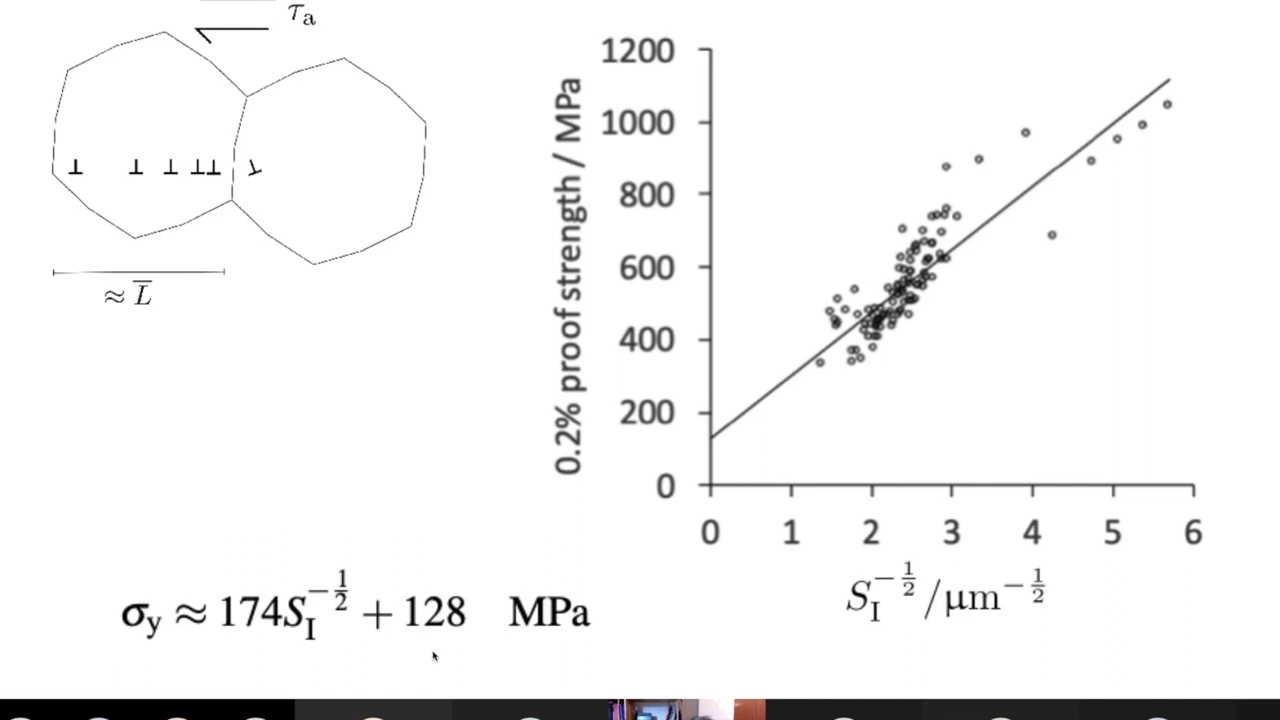 τₐ
≈ L̅
1200
1000
800
600
400
200
0
0.2% proof strength / MPa
0 1 2 3 4 5 6
S_I^{-1/2} /μm^{-1/2}
σ_y ≈ 174S_I^{-1/2} + 128 MPa